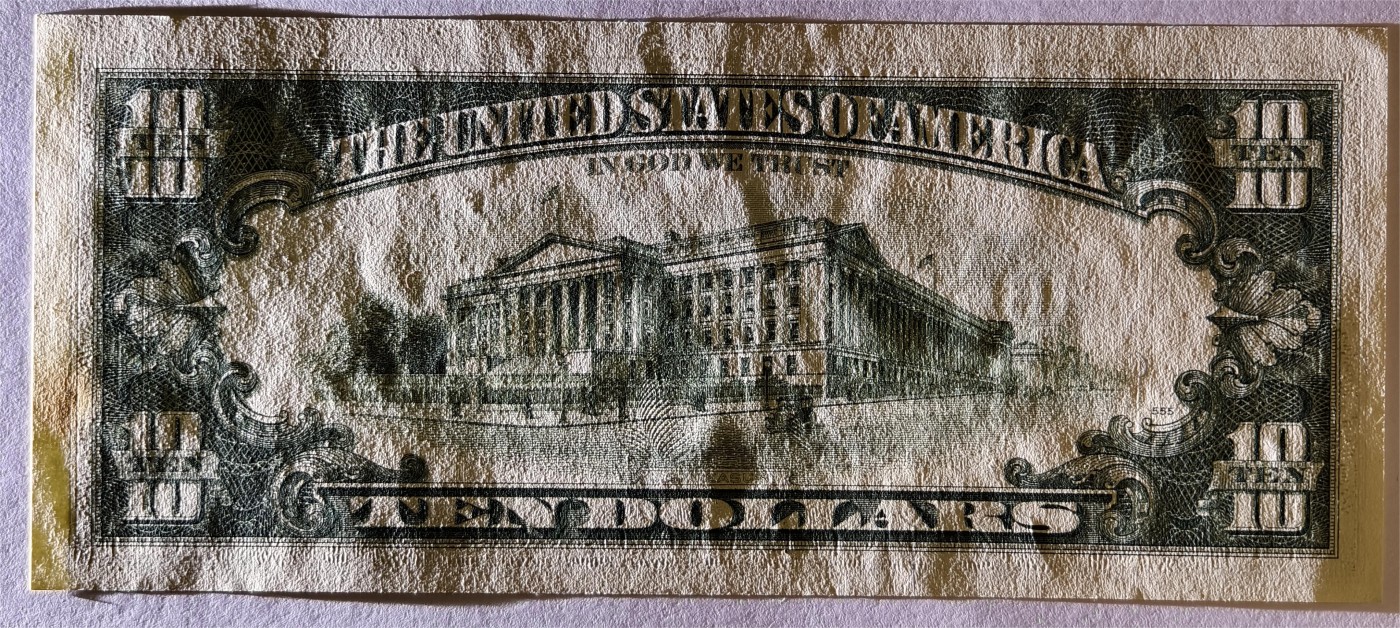 10 TEN 10
THE UNITED STATES OF AMERICA
10 TEN 10
IN GOD WE TRUST
555
10 TEN 10
TEN DOLLARS
10 TEN 10